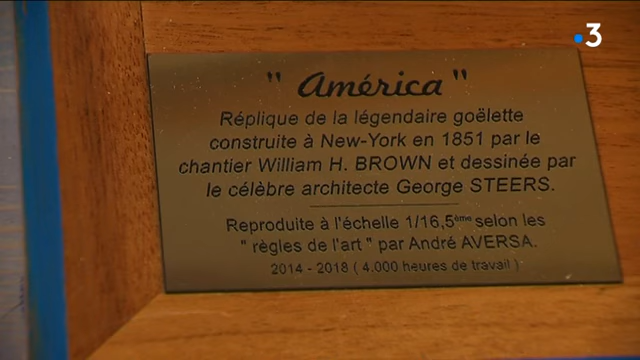 3
" América "
Réplique de la légendaire goëlette
construite à New-York en 1851 par le
chantier William H. BROWN et dessinée par
le célèbre architecte George STEERS.
Reproduite à l'échelle 1/16,5ème selon les
" règles de l'art " par André AVERSA.
2014 - 2018 ( 4.000 heures de travail )